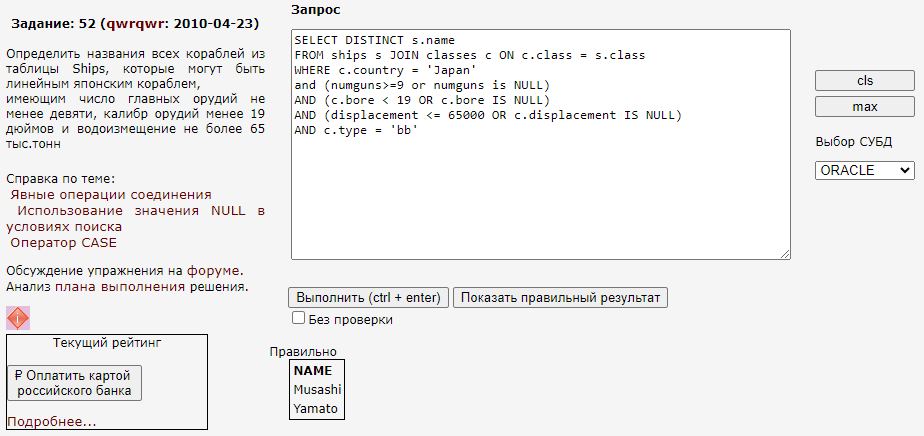 Задание: 52 (qwrqwr: 2010-04-23)
Определить названия всех кораблей из
таблицы Ships, которые могут быть
линейным японским кораблем,
имеющим число главных орудий не
менее девяти, калибр орудий менее 19
дюймов и водоизмещение не более 65
тыс.тонн
Справка по теме:
Явные операции соединения
Использование значения NULL в
условиях поиска
Оператор CASE
Обсуждение упражнения на форуме.
Анализ плана выполнения решения.
Текущий рейтинг
₽ Оплатить картой
российского банка
Подробнее...
Запрос
SELECT DISTINCT s.name
FROM ships s JOIN classes c ON c.class = s.class
WHERE c.country = 'Japan'
and (numguns>=9 or numguns is NULL)
AND (c.bore < 19 OR c.bore IS NULL)
AND (displacement <= 65000 OR c.displacement IS NULL)
AND c.type = 'bb'
Выполнить (ctrl + enter) Показать правильный результат
Без проверки
Правильно
NAME
Musashi
Yamato
cls
max
Выбор СУБД
ORACLE